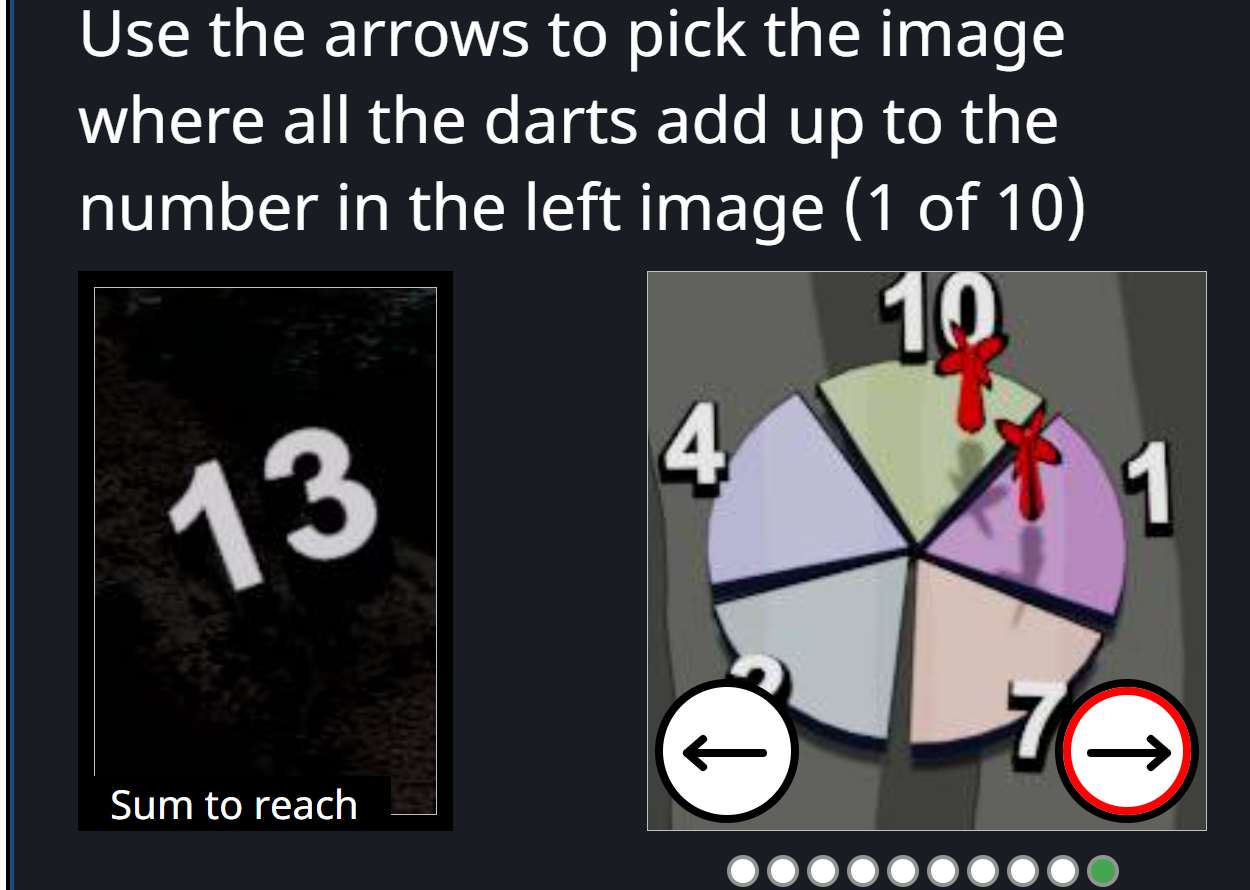 Use the arrows to pick the image
where all the darts add up to the
number in the left image (1 of 10)
13
Sum to reach
10
4
1
7